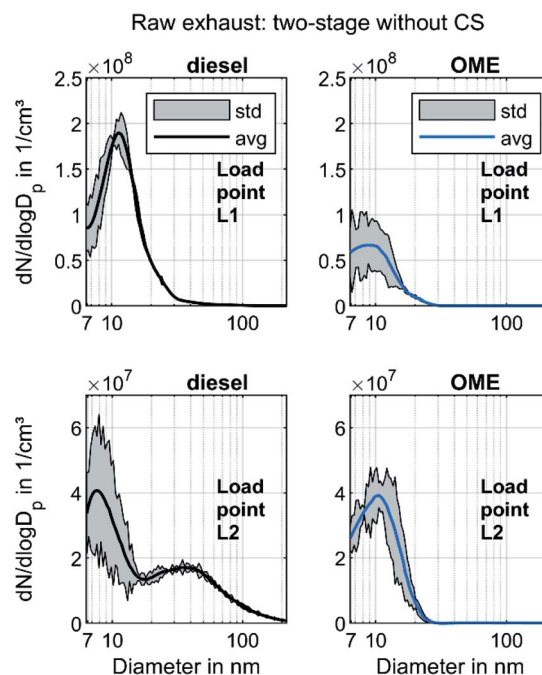 Raw exhaust: two-stage without CS
×10⁸
diesel
2.5
2
1.5
1
0.5
0
dN/dlogDₚ in 1/cm³
std
avg
Load
point
L1
7 10 100
×10⁸
OME
2.5
2
1.5
1
0.5
0
std
avg
Load
point
L1
7 10 100
×10⁷
diesel
6
4
2
0
dN/dlogDₚ in 1/cm³
Load
point
L2
7 10 100
Diameter in nm
×10⁷
OME
6
4
2
0
Load
point
L2
7 10 100
Diameter in nm